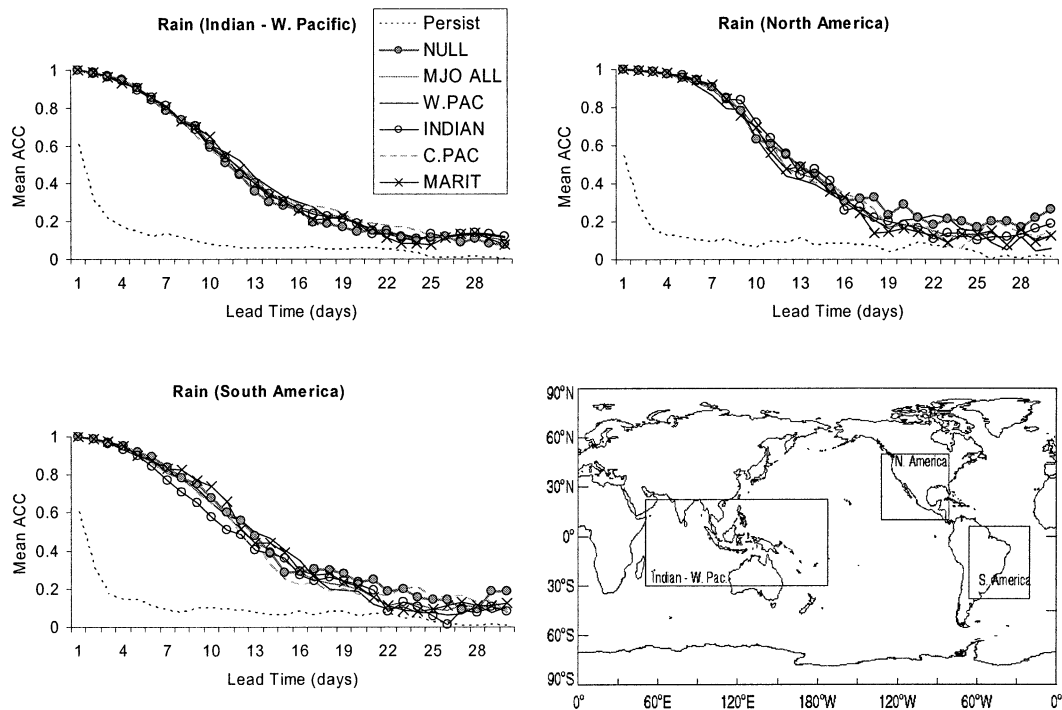 Rain (Indian - W. Pacific)
Persist
NULL
MJO ALL
W.PAC
INDIAN
C.PAC
MARIT
Mean ACC
1
0.8
0.6
0.4
0.2
0
1 4 7 10 13 16 19 22 25 28
Lead Time (days)
Rain (North America)
Mean ACC
1
0.8
0.6
0.4
0.2
0
1 4 7 10 13 16 19 22 25 28
Lead Time (days)
Rain (South America)
Mean ACC
1
0.8
0.6
0.4
0.2
0
1 4 7 10 13 16 19 22 25 28
Lead Time (days)
90°N
60°N
30°N
0°
30°S
60°S
90°S
N. America
Indian - W. Pac.
S. America
0° 60°E 120°E 180°W 120°W 60°W 0°